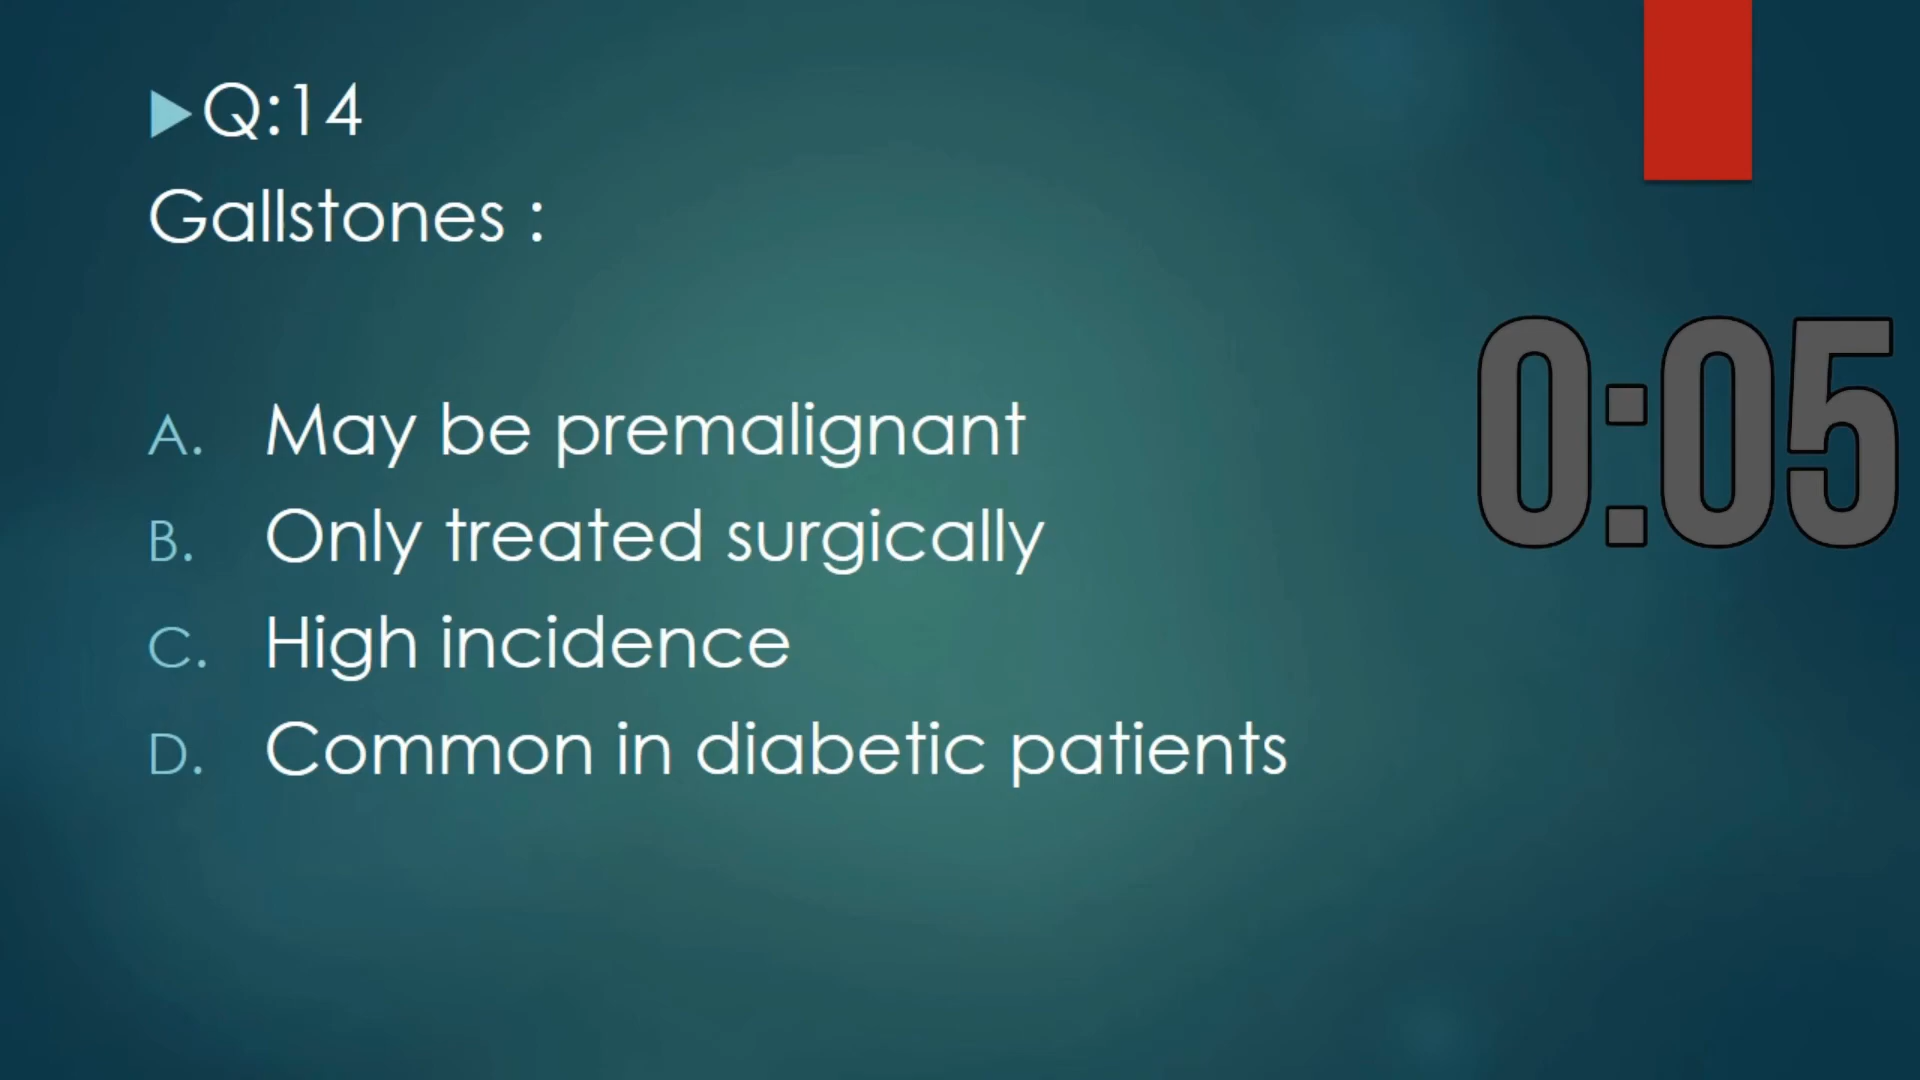 Q:14
Gallstones :
0:05
A. May be premalignant
B. Only treated surgically
C. High incidence
D. Common in diabetic patients